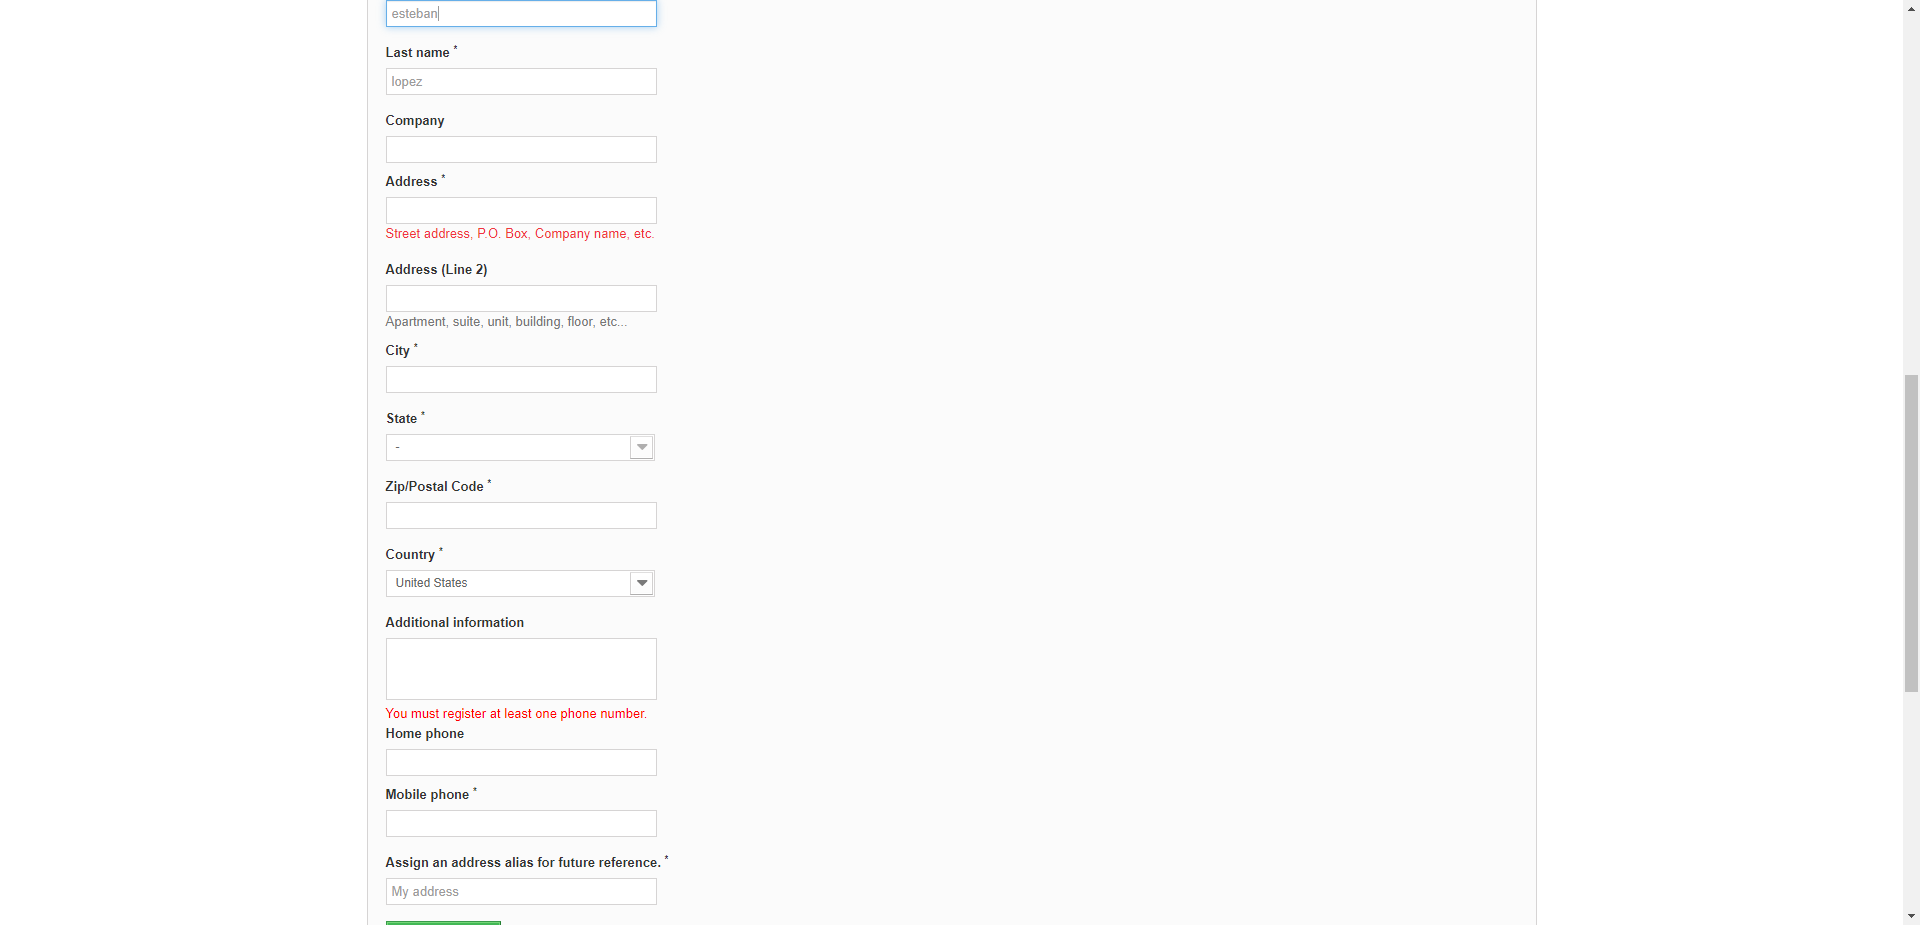 esteban
Last name *
lopez
Company
Address *
Street address, P.O. Box, Company name, etc.
Address (Line 2)
Apartment, suite, unit, building, floor, etc...
City *
State *
-
Zip/Postal Code *
Country *
United States
Additional information
You must register at least one phone number.
Home phone
Mobile phone *
Assign an address alias for future reference. *
My address